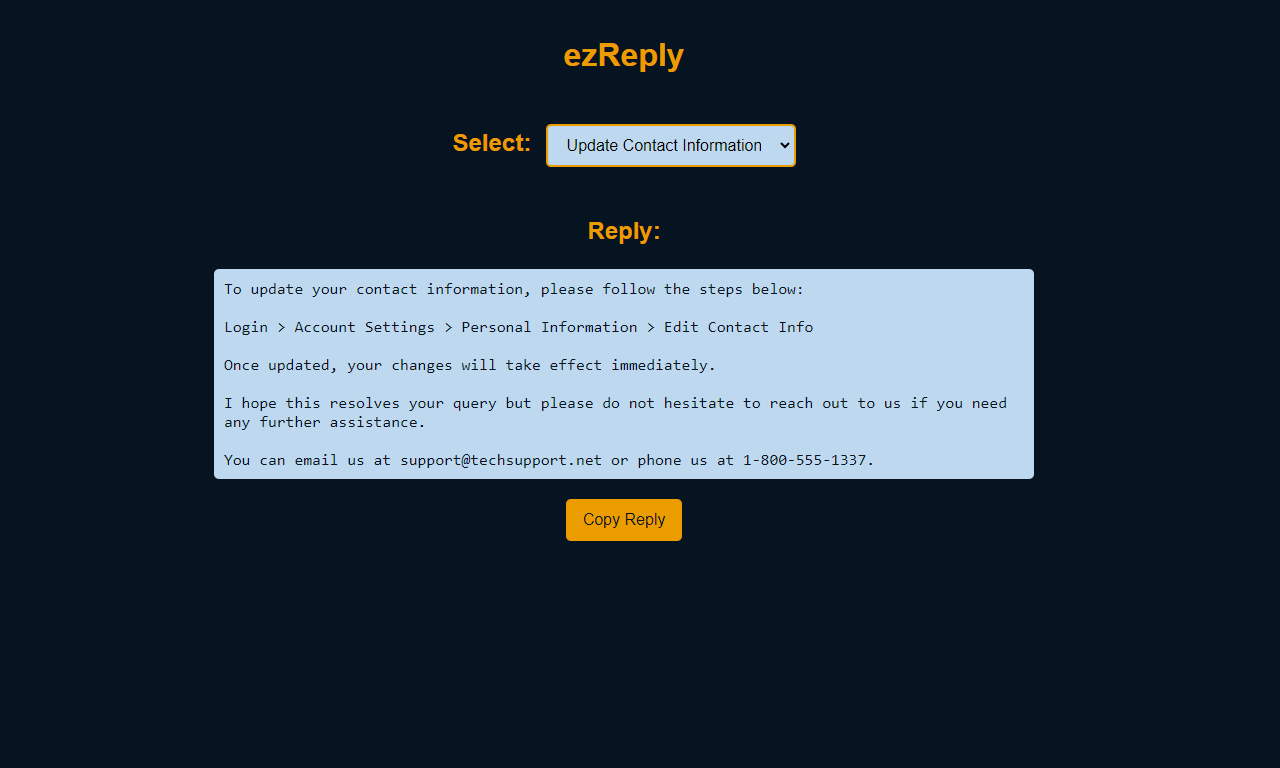 ezReply
Select:
Update Contact Information
Reply:
To update your contact information, please follow the steps below:
Login > Account Settings > Personal Information > Edit Contact Info
Once updated, your changes will take effect immediately.
I hope this resolves your query but please do not hesitate to reach out to us if you need
any further assistance.
You can email us at support@techsupport.net or phone us at 1-800-555-1337.
Copy Reply